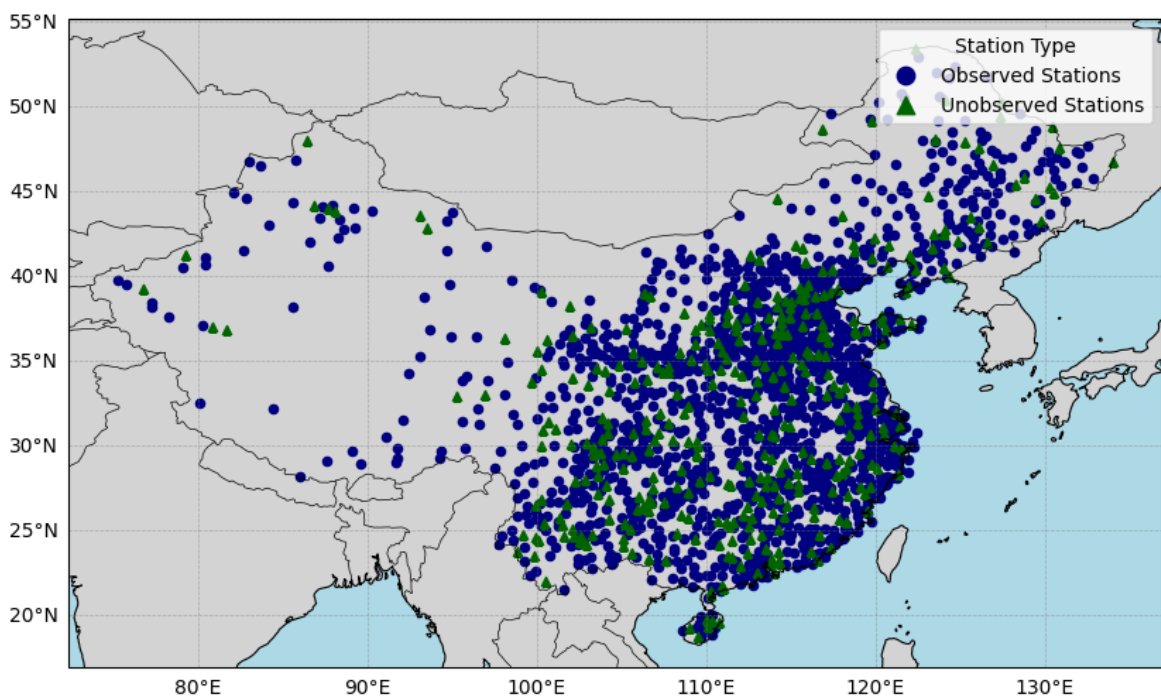 55°N
50°N
45°N
40°N
35°N
30°N
25°N
20°N
Station Type
Observed Stations
Unobserved Stations
80°E 90°E 100°E 110°E 120°E 130°E